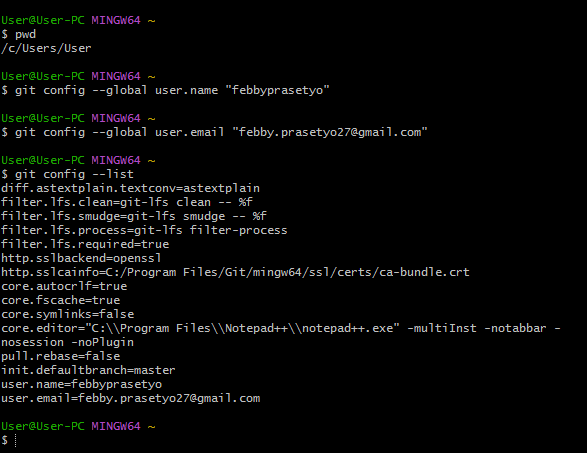 User@User-PC MINGW64 ~
$ pwd
/c/Users/User
User@User-PC MINGW64 ~
$ git config --global user.name "febbyprasetyo"
User@User-PC MINGW64 ~
$ git config --global user.email "febby.prasetyo27@gmail.com"
User@User-PC MINGW64 ~
$ git config --list
diff.astextplain.textconv=astextplain
filter.lfs.clean=git-lfs clean -- %f
filter.lfs.smudge=git-lfs smudge -- %f
filter.lfs.process=git-lfs filter-process
filter.lfs.required=true
http.sslbackend=openssl
http.sslcainfo=C:/Program Files/Git/mingw64/ssl/certs/ca-bundle.crt
core.autocrlf=true
core.fscache=true
core.symlinks=false
core.editor="C:\\Program Files\\Notepad++\\notepad++.exe" -multiInst -notabbar -
nosession -noPlugin
pull.rebase=false
init.defaultbranch=master
user.name=febbyprasetyo
user.email=febby.prasetyo27@gmail.com
User@User-PC MINGW64 ~
$